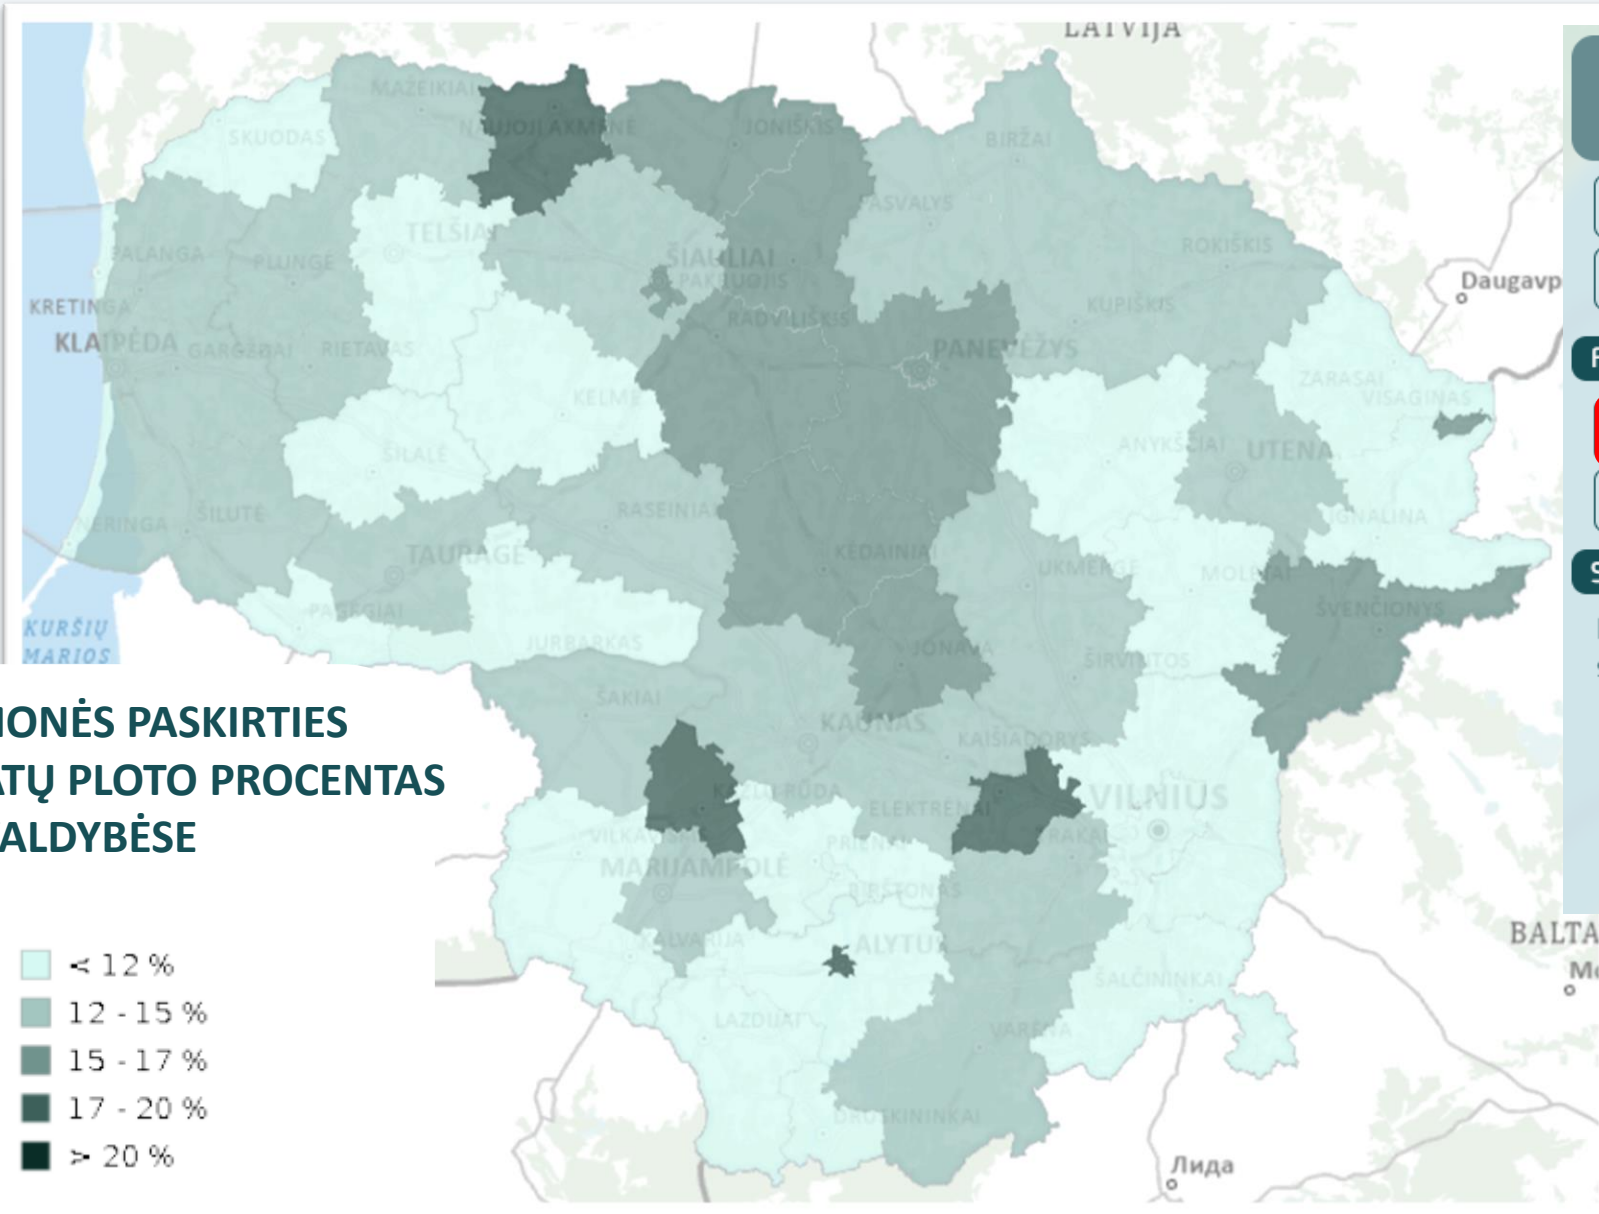 LATVIJA
MAŽEIKIAI
SKUODAS
NAUJOJI AKMENĖ
JONIŠKIS
BIRŽAI
PASVALYS
TELŠIAI
PALANGA
PLUNGĖ
ŠIAULIAI
PAKRUOJIS
ROKIŠKIS
Daugavp
KRETINGA
RADVILIŠKIS
KUPIŠKIS
KLAIPĖDA
GARGŽDAI
RIETAVAS
PANEVĖŽYS
ZARASAI
VISAGINAS
KELMĖ
ŠILALĖ
ANYKŠČIAI
UTENA
NERINGA
ŠILUTĖ
RASEINIAI
IGNALINA
TAURAGĖ
KĖDAINIAI
UKMERGĖ
MOLĖTAI
PAGĖGIAI
ŠVENČIONYS
KURŠIŲ
MARIOS
JURBARKAS
JONAVA
ŠIRVINTOS
ŠAKIAI
KAUNAS
KAIŠIADORYS
IONĖS PASKIRTIES
ATŲ PLOTO PROCENTAS
ALDYBĖSE
KAZLŲ RŪDA
ELEKTRĖNAI
VILNIUS
VILKAVIŠKIS
PRIENAI
TRAKAI
MARIJAMPOLĖ
BIRŠTONAS
KALVARIJA
ALYTUS
BALTA
ŠALČININKAI
LAZDIJAI
VARĖNA
DRUSKININKAI
Лида
< 12 %
12 - 15 %
15 - 17 %
17 - 20 %
> 20 %